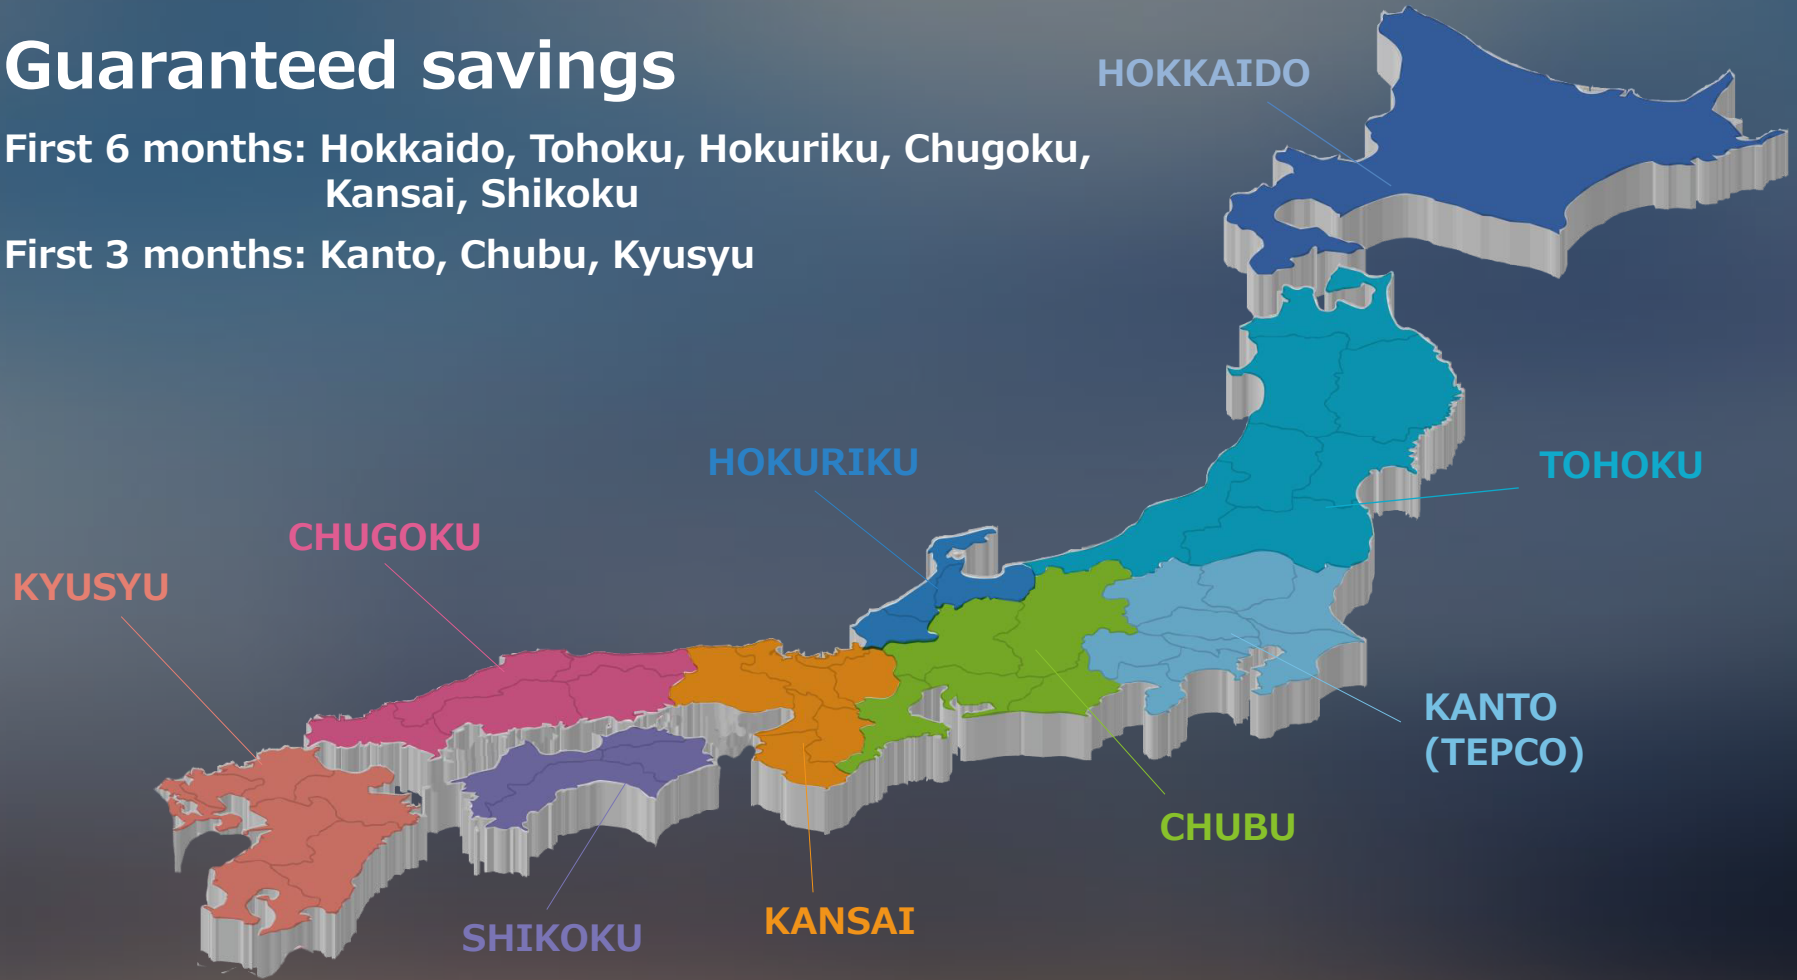 Guaranteed savings
First 6 months: Hokkaido, Tohoku, Hokuriku, Chugoku,
Kansai, Shikoku
First 3 months: Kanto, Chubu, Kyusyu
HOKKAIDO
HOKURIKU
TOHOKU
CHUGOKU
KYUSYU
KANTO
(TEPCO)
CHUBU
KANSAI
SHIKOKU